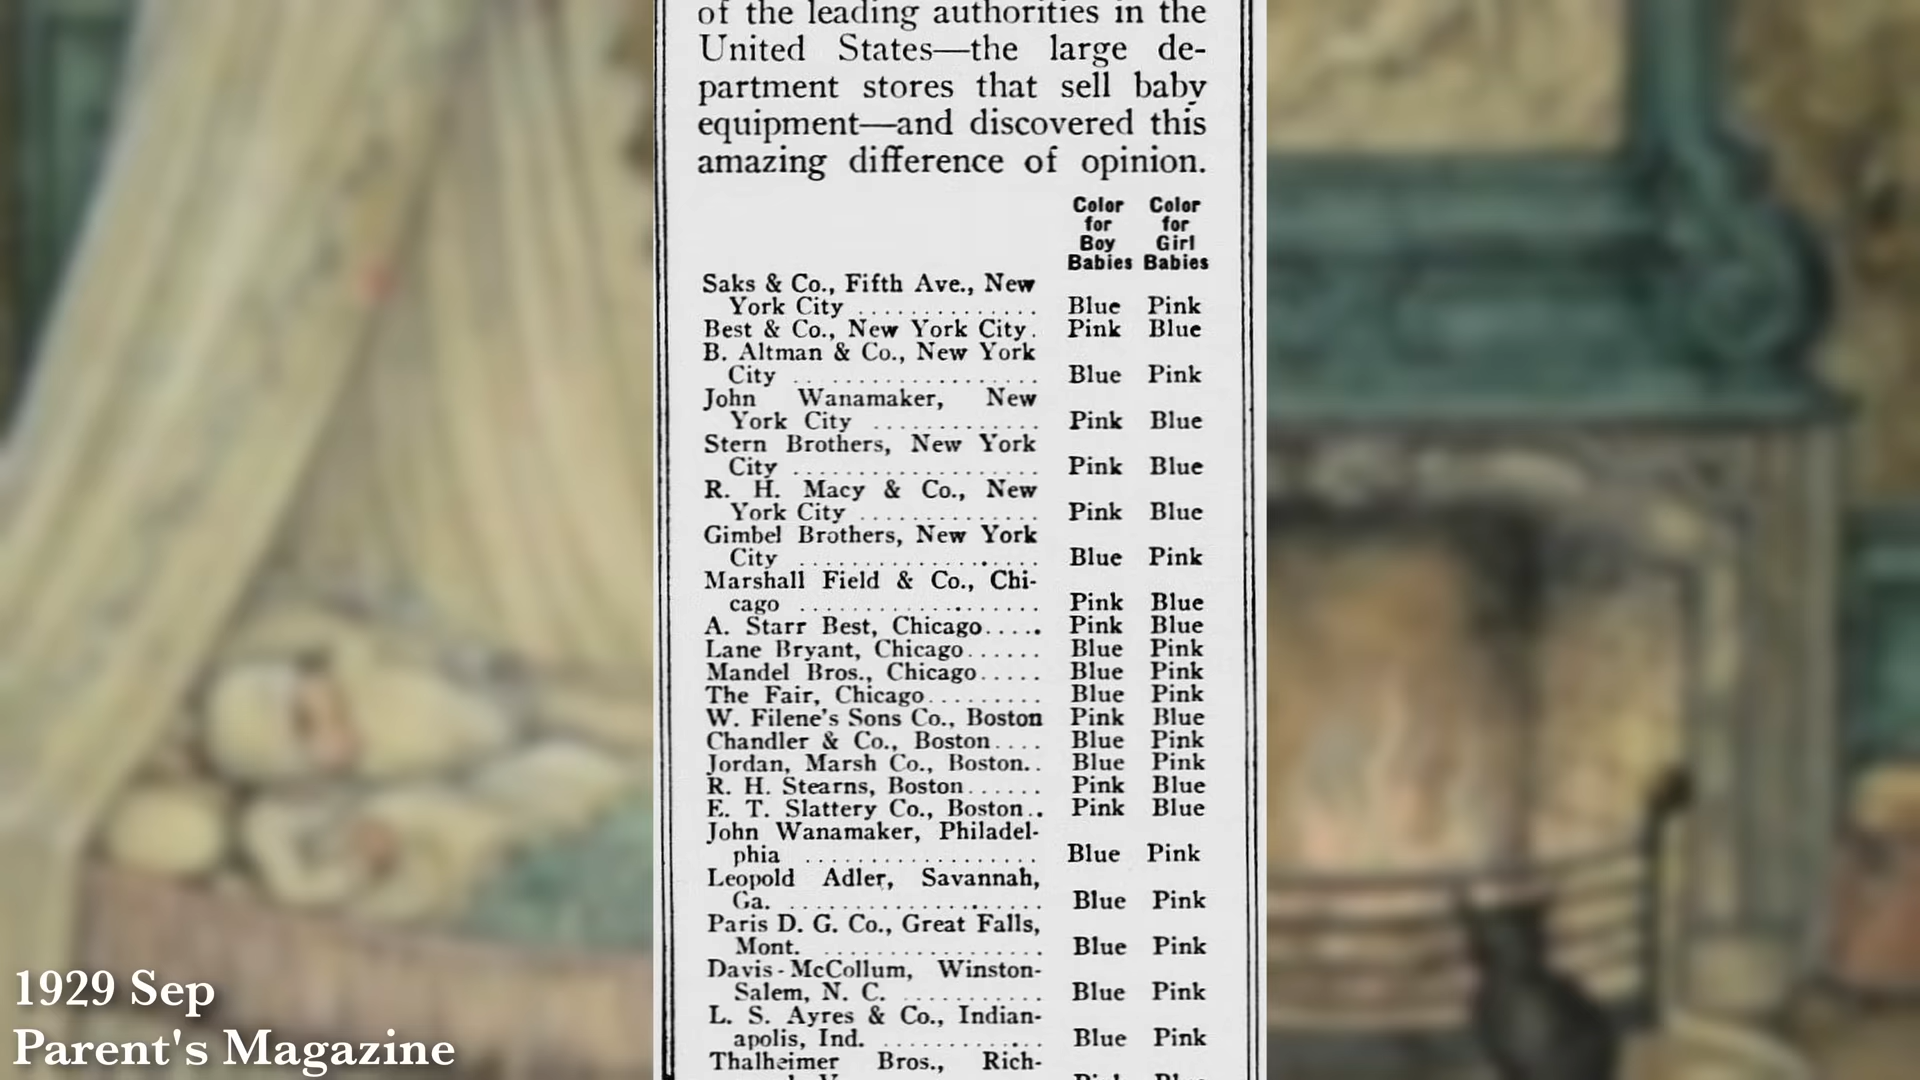 of the leading authorities in the
United States—the large de-
partment stores that sell baby
equipment—and discovered this
amazing difference of opinion.
Color Color
for for
Boy Girl
Babies Babies
Saks & Co., Fifth Ave., New
York City .............. Blue Pink
Best & Co., New York City. Pink Blue
B. Altman & Co., New York
City .................. Blue Pink
John Wanamaker, New
York City ............. Pink Blue
Stern Brothers, New York
City ................... Pink Blue
R. H. Macy & Co., New
York City .............. Pink Blue
Gimbel Brothers, New York
City ................... Blue Pink
Marshall Field & Co., Chi-
cago ................... Pink Blue
A. Starr Best, Chicago..... Pink Blue
Lane Bryant, Chicago...... Blue Pink
Mandel Bros., Chicago..... Blue Pink
The Fair, Chicago......... Blue Pink
W. Filene's Sons Co., Boston Pink Blue
Chandler & Co., Boston.... Blue Pink
Jordan, Marsh Co., Boston.. Blue Pink
R. H. Stearns, Boston...... Pink Blue
E. T. Slattery Co., Boston.. Pink Blue
John Wanamaker, Philadel-
phia .................. Blue Pink
Leopold Adler, Savannah,
Ga. .................... Blue Pink
Paris D. G. Co., Great Falls,
Mont. ................. Blue Pink
Davis-McCollum, Winston-
Salem, N. C. ........... Blue Pink
L. S. Ayres & Co., Indian-
apolis, Ind. ............ Blue Pink
Thalheimer Bros., Rich-
1929 Sep
Parent's Magazine